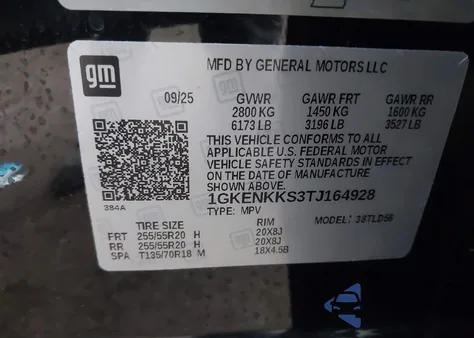 gm
MFD BY GENERAL MOTORS LLC
09/25 GVWR GAWR FRT GAWR RR
2800 KG 1450 KG 1600 KG
6173 LB 3196 LB 3527 LB
THIS VEHICLE CONFORMS TO ALL
APPLICABLE U.S. FEDERAL MOTOR
VEHICLE SAFETY STANDARDS IN EFFECT
ON THE DATE OF MANUFACTURE
SHOWN ABOVE.
384A
1GKENKKS3TJ164928
TYPE: MPV 38TLD56
TIRE SIZE RIM
FRT 255/55R20 H 20X8J
RR 255/55R20 H 20X8J
SPA T135/70R18 M 18X4.5B